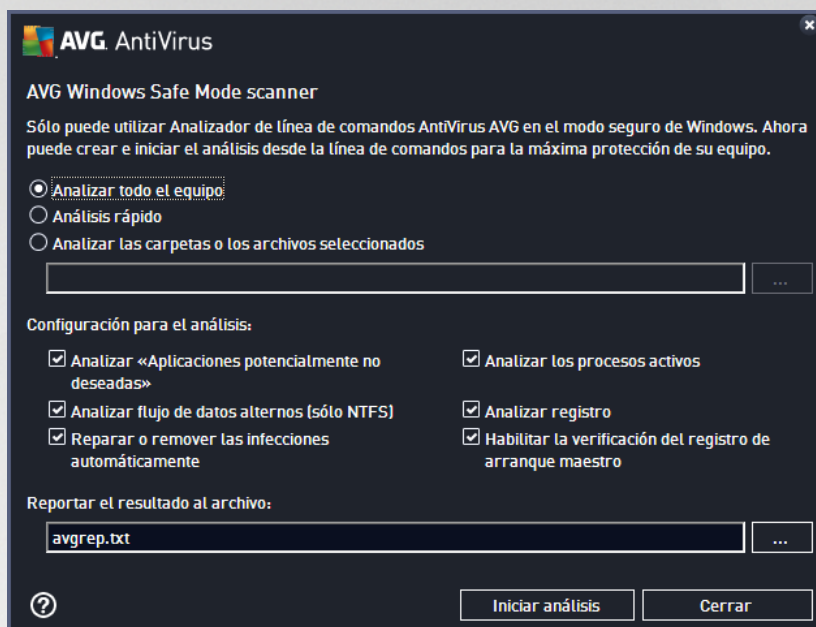 AVG. AntiVirus
AVG Windows Safe Mode scanner
Sólo puede utilizar Analizador de línea de comandos AntiVirus AVG en el modo seguro de Windows. Ahora
puede crear e iniciar el análisis desde la línea de comandos para la máxima protección de su equipo.
Analizar todo el equipo
Análisis rápido
Analizar las carpetas o los archivos seleccionados
...
Configuración para el análisis:
Analizar «Aplicaciones potencialmente no
deseadas»
Analizar los procesos activos
Analizar flujo de datos alternos (sólo NTFS)
Analizar registro
Reparar o remover las infecciones
automáticamente
Habilitar la verificación del registro de
arranque maestro
Reportar el resultado al archivo:
avgrep.txt
...
?
Iniciar análisis
Cerrar